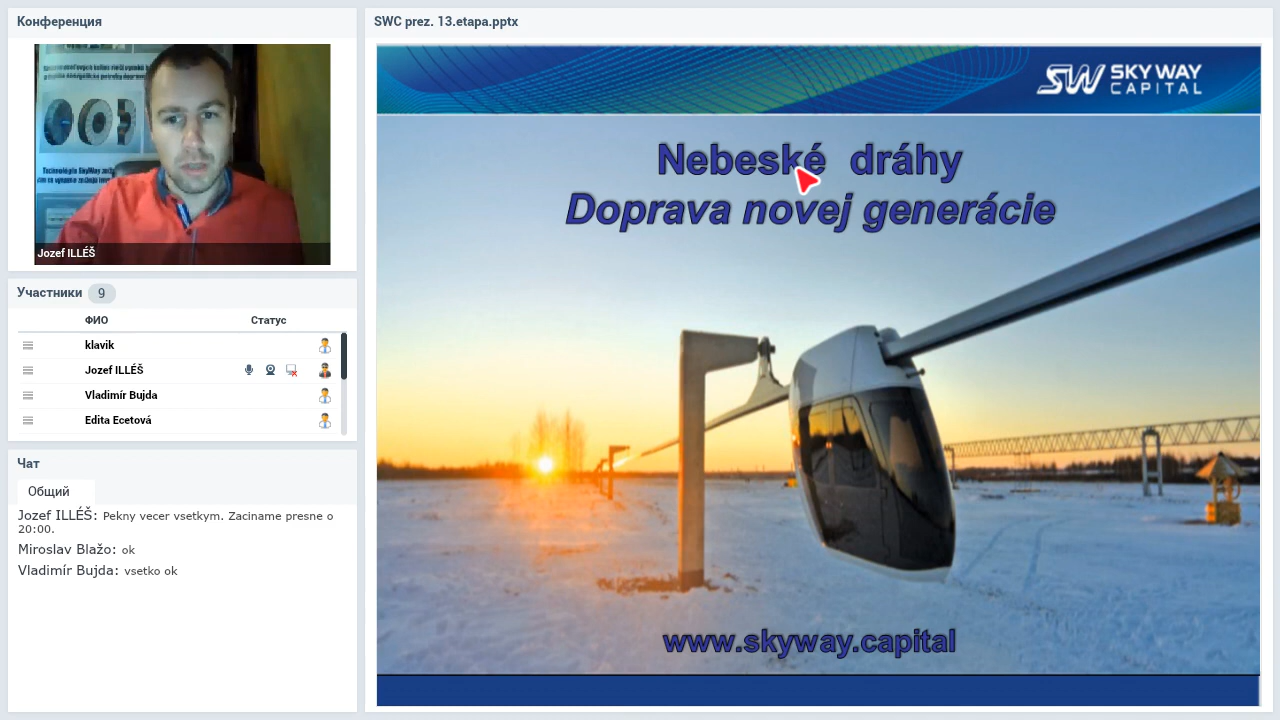 Конференция
Jozef ILLÉŠ
Участники 9
ФИО Статус
klavik
Jozef ILLÉŠ
Vladimír Bujda
Edita Ecetová
Чат
Общий
Jozef ILLÉŠ: Pekny vecer vsetkym. Zaciname presne o
20:00.
Miroslav Blažo: ok
Vladimír Bujda: vsetko ok
SWC prez. 13.etapa.pptx
SW SKY WAY
CAPITAL
Nebeské dráhy
Doprava novej generácie
www.skyway.capital